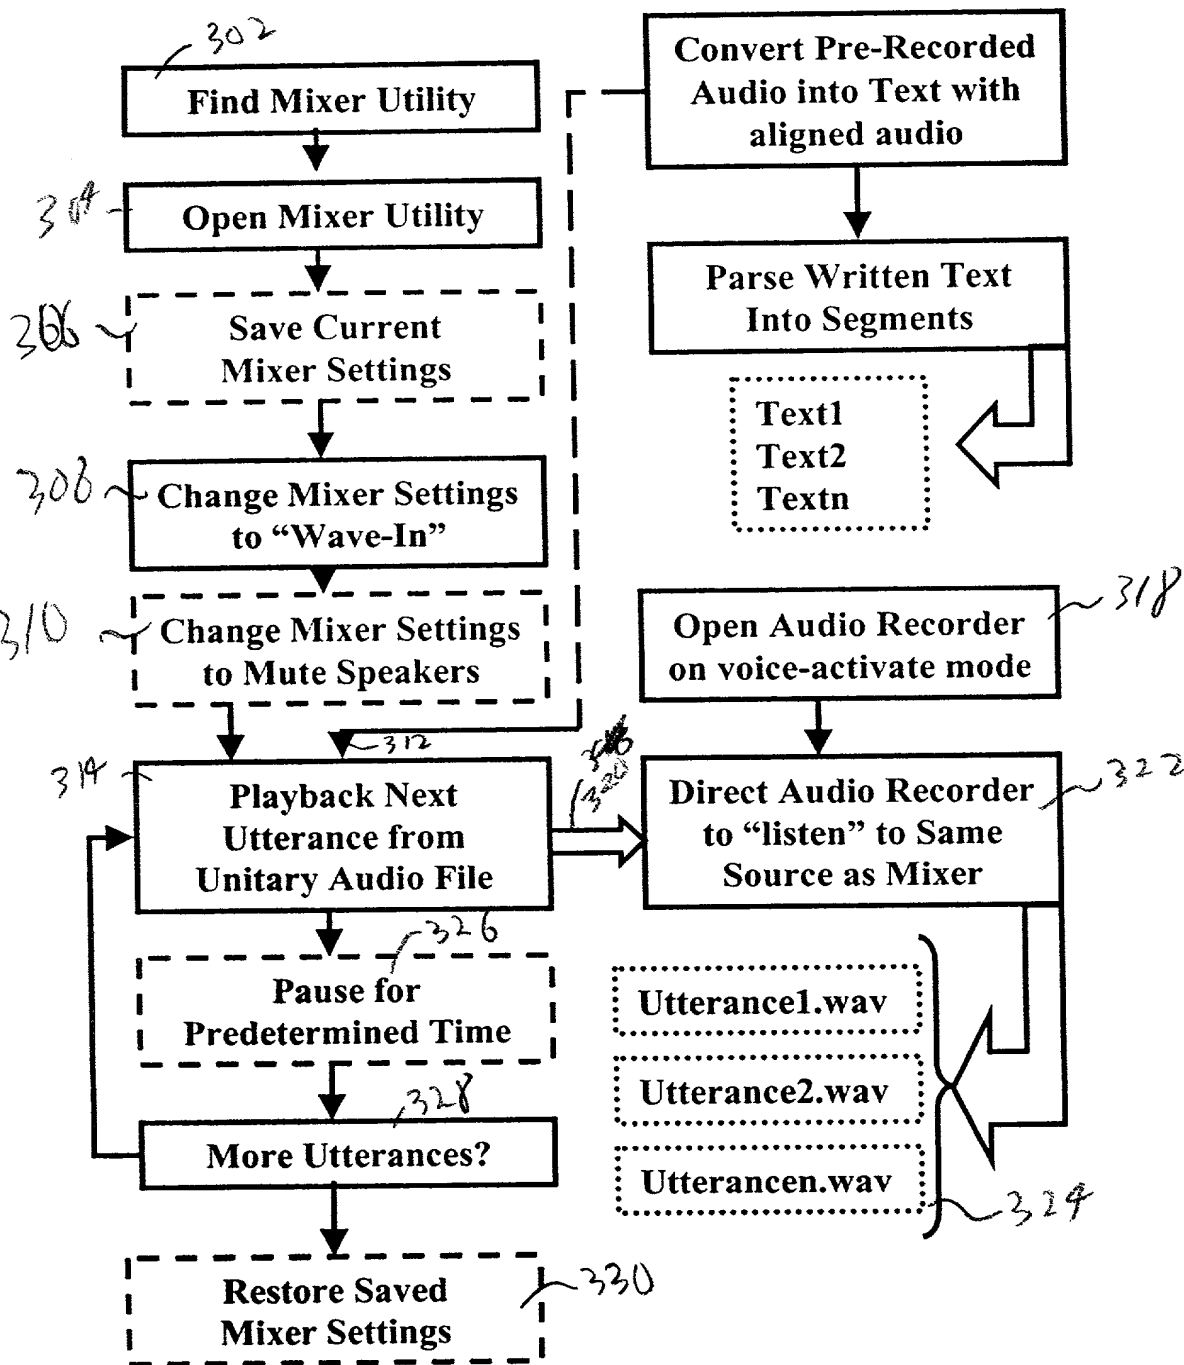 302
Find Mixer Utility
304
Open Mixer Utility
306
Save Current
Mixer Settings
308
Change Mixer Settings
to “Wave-In”
310
Change Mixer Settings
to Mute Speakers
312
314
Playback Next
Utterance from
Unitary Audio File
320
326
Pause for
Predetermined Time
328
More Utterances?
Restore Saved
Mixer Settings
330
Convert Pre-Recorded
Audio into Text with
aligned audio
Parse Written Text
Into Segments
Text1
Text2
Textn
318
Open Audio Recorder
on voice-activate mode
322
Direct Audio Recorder
to “listen” to Same
Source as Mixer
Utterance1.wav
Utterance2.wav
Utterancen.wav
324